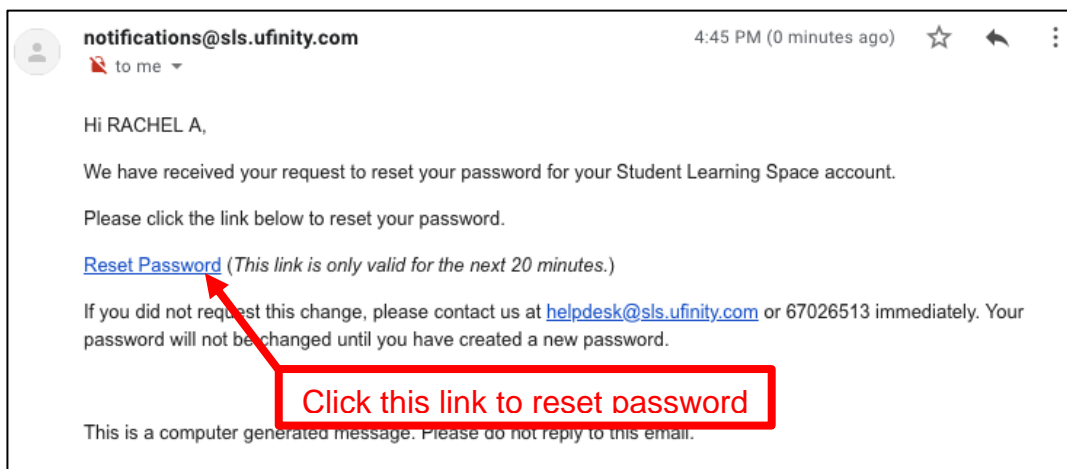 notifications@sls.ufinity.com
4:45 PM (0 minutes ago)
to me
Hi RACHEL A,
We have received your request to reset your password for your Student Learning Space account.
Please click the link below to reset your password.
Reset Password (This link is only valid for the next 20 minutes.)
If you did not request this change, please contact us at helpdesk@sls.ufinity.com or 67026513 immediately. Your
password will not be changed until you have created a new password.
Click this link to reset password
This is a computer generated message. Please do not reply to this email.